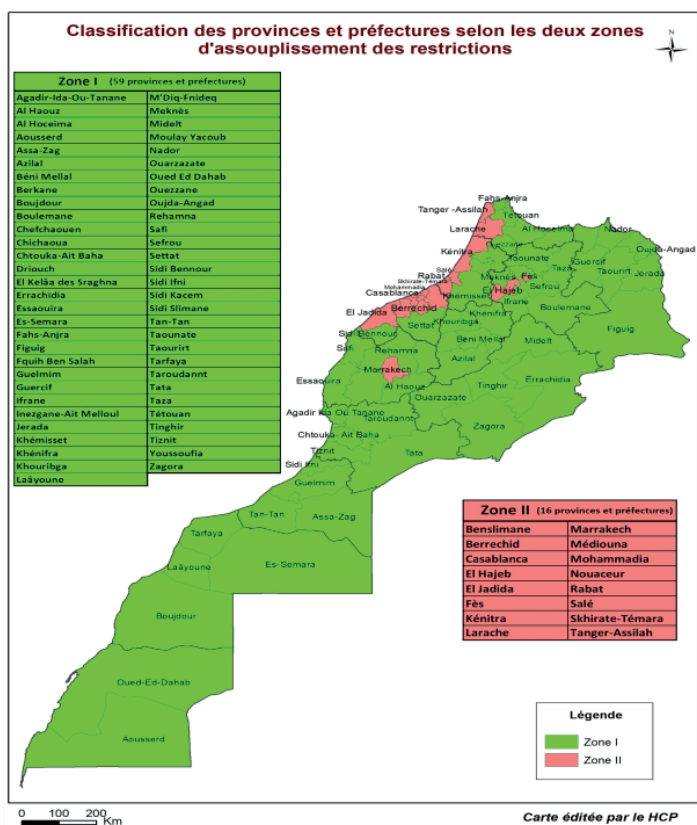 Classification des provinces et préfectures selon les deux zones
d'assouplissement des restrictions
N
Zone I (59 provinces et préfectures)
Agadir-Ida-Ou-Tanane M'Diq-Fnideq
Al Haouz Meknès
Al Hoceima Midelt
Aousserd Moulay Yacoub
Assa-Zag Nador
Azilal Ouarzazate
Béni Mellal Oued Ed Dahab
Berkane Ouezzane
Boujdour Oujda-Angad
Boulemane Rehamna
Chefchaouen Safi
Chichaoua Sefrou
Chtouka-Ait Baha Settat
Driouch Sidi Bennour
El Kelâa des Sraghna Sidi Ifni
Errachidia Sidi Kacem
Essaouira Sidi Slimane
Es-Semara Tan-Tan
Fahs-Anjra Taounate
Figuig Taourirt
Fquih Ben Salah Tarfaya
Guelmim Taroudannt
Guercif Tata
Ifrane Taza
Inezgane-Ait Melloul Tétouan
Jerada Tinghir
Khémisset Tiznit
Khénifra Youssoufia
Khouribga Zagora
Laâyoune
Fahs-Anjra
Tanger -Assilah
Tétouan
Larache
Al Hoceima
Nador
Oujda-Angad
Kénitra
Ouezzane
Taounate
Guercif
Taza
Taourirt
Jerada
Salé
Rabat
Skhirate-Témara
Mohammadia
Casablanca
Meknès
Fès
El Hajeb
Sefrou
Khémisset
Ifrane
Boulemane
El Jadida
Berrechid
Settat
Khouribga
Khénifra
Figuig
Sidi Bennour
Safi
Rehamna
Béni Mellal
Midelt
Azilal
Marrakech
Essaouira
Al Haouz
Errachidia
Tinghir
Ouarzazate
Agadir Ida Ou Tanane
Taroudannt
Zagora
Chtouka- Ait Baha
Tiznit
Tata
Sidi Ifni
Guelmim
Tan-Tan
Assa-Zag
Tarfaya
Laâyoune
Es-Semara
Boujdour
Oued-Ed-Dahab
Aousserd
Zone II (16 provinces et préfectures)
Benslimane Marrakech
Berrechid Médiouna
Casablanca Mohammadia
El Hajeb Nouaceur
El Jadida Rabat
Fès Salé
Kénitra Skhirate-Témara
Larache Tanger-Assilah
Légende
Zone I
Zone II
0 100 200
Km
Carte éditée par le HCP